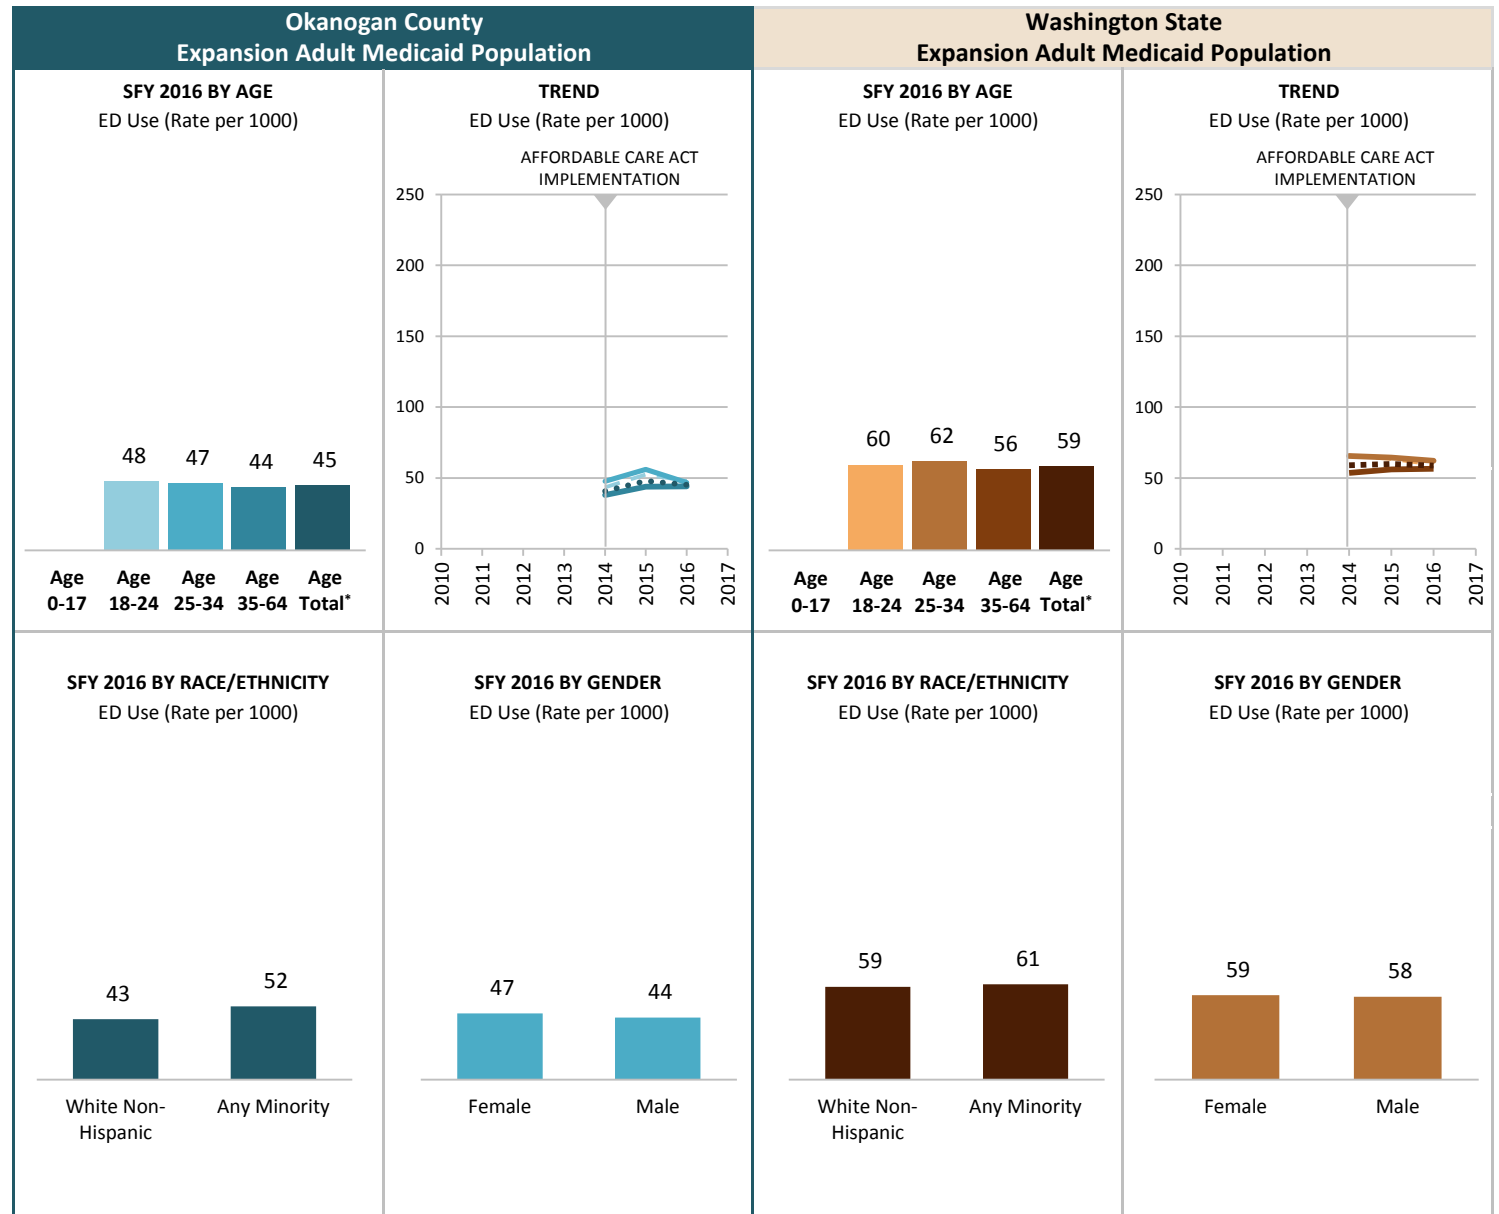 Okanogan County
Expansion Adult Medicaid Population
SFY 2016 BY AGE
ED Use (Rate per 1000)
48
47
44
45
Age 0-17
Age 18-24
Age 25-34
Age 35-64
Age Total*
TREND
ED Use (Rate per 1000)
AFFORDABLE CARE ACT
IMPLEMENTATION
250
200
150
100
50
0
2010
2011
2012
2013
2014
2015
2016
2017
SFY 2016 BY RACE/ETHNICITY
ED Use (Rate per 1000)
43
52
White Non-
Hispanic
Any Minority
SFY 2016 BY GENDER
ED Use (Rate per 1000)
47
44
Female
Male
Washington State
Expansion Adult Medicaid Population
SFY 2016 BY AGE
ED Use (Rate per 1000)
60
62
56
59
Age 0-17
Age 18-24
Age 25-34
Age 35-64
Age Total*
TREND
ED Use (Rate per 1000)
AFFORDABLE CARE ACT
IMPLEMENTATION
250
200
150
100
50
0
2010
2011
2012
2013
2014
2015
2016
2017
SFY 2016 BY RACE/ETHNICITY
ED Use (Rate per 1000)
59
61
White Non-
Hispanic
Any Minority
SFY 2016 BY GENDER
ED Use (Rate per 1000)
59
58
Female
Male